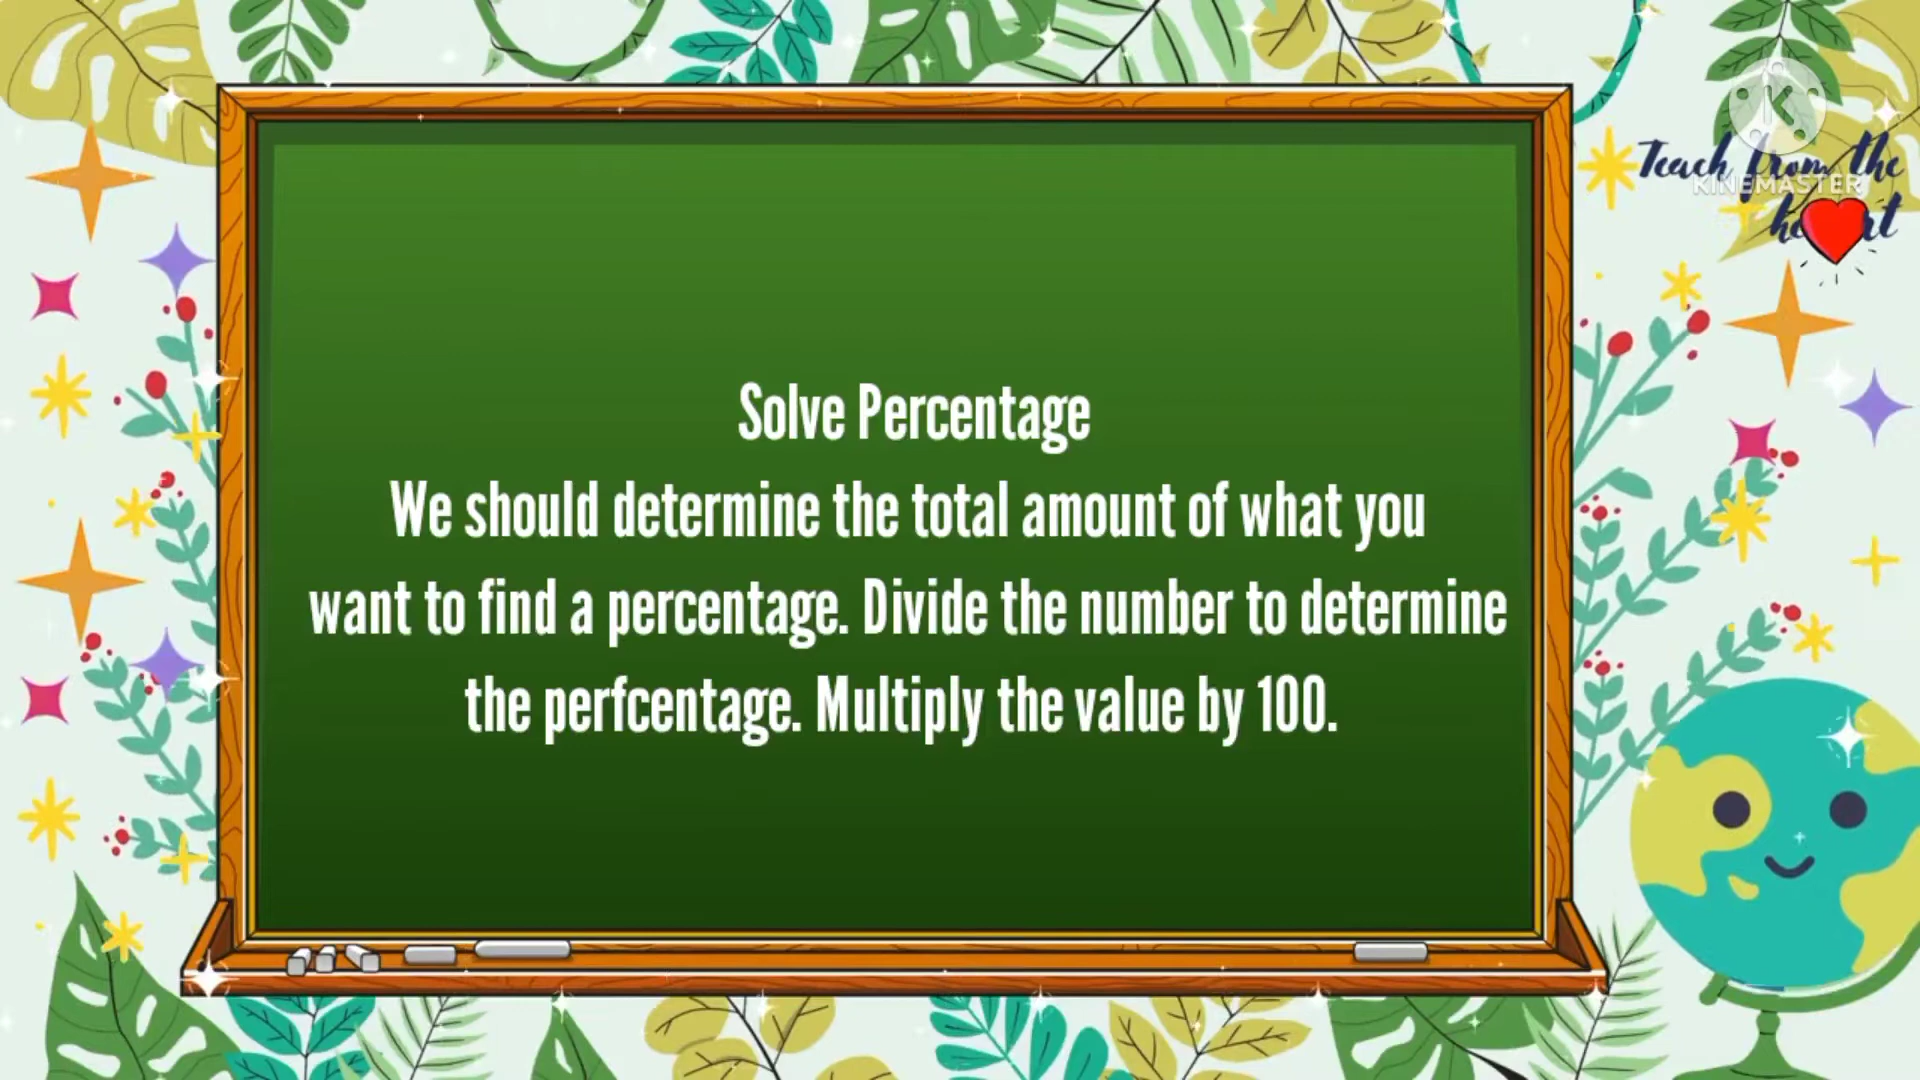 Teach from the
KINEMASTER
heart
Solve Percentage
We should determine the total amount of what you
want to find a percentage. Divide the number to determine
the perfcentage. Multiply the value by 100.